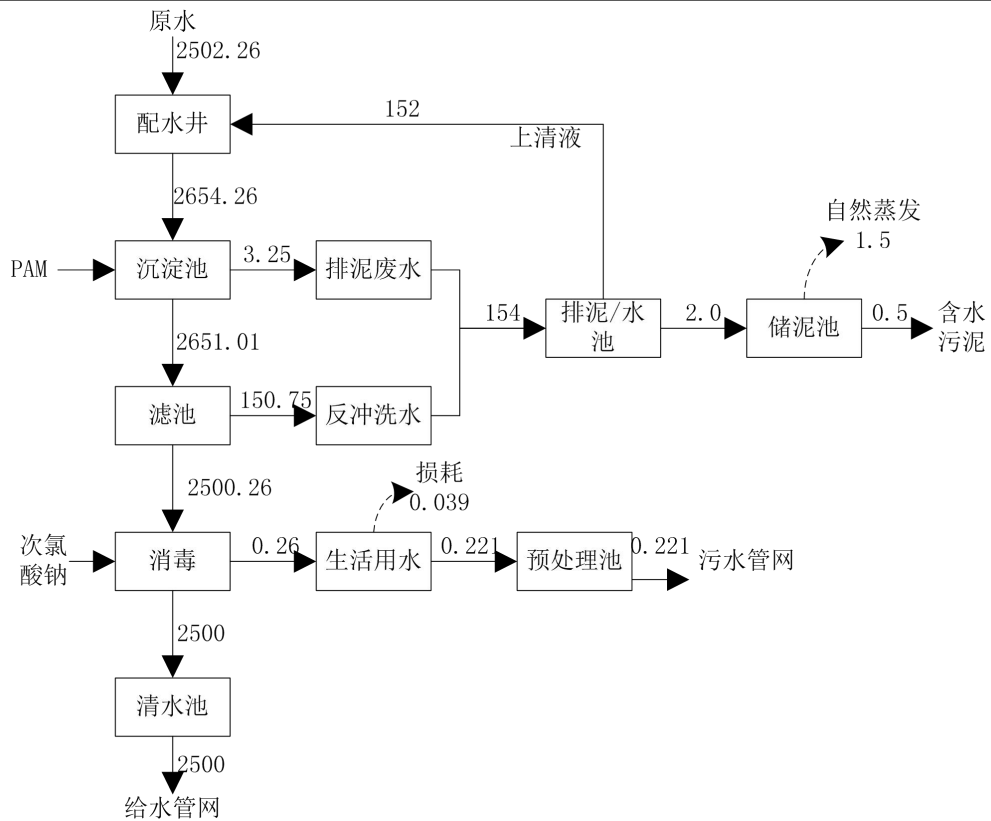 原水
2502.26
配水井
152
上清液
2654.26
自然蒸发
1.5
PAM
沉淀池
3.25
排泥废水
154
排泥/水
池
2.0
储泥池
0.5
含水
污泥
2651.01
滤池
150.75
反冲洗水
2500.26
损耗
0.039
次氯
酸钠
消毒
0.26
生活用水
0.221
预处理池
0.221
污水管网
2500
清水池
2500
给水管网